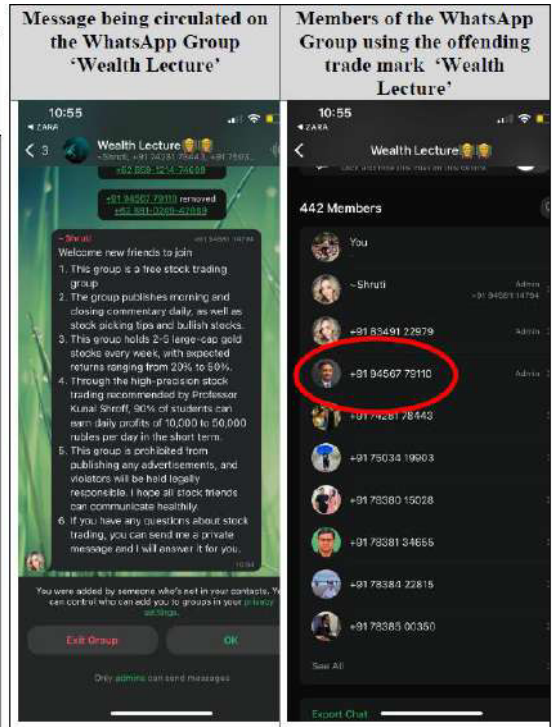 Message being circulated on
the WhatsApp Group
‘Wealth Lecture’
10:55
ZARA
3
Wealth Lecture
+91 94567 79110 removed
~Shruti
Welcome new friends to join
1. This group is a free stock trading
group
2. The group publishes morning and
closing commentary daily, as well as
stock picking tips and bullish stocks.
3. This group holds 2-5 large-cap gold
stocks every week, with expected
returns ranging from 20% to 50%.
4. Through the high-precision stock
trading recommended by Professor
Kunal Shroff, 90% of students can
earn daily profits of 10,000 to 50,000
rubles per day in the short term.
5. This group is prohibited from
publishing any advertisements, and
violators will be held legally
responsible. I hope all stock friends
can communicate healthily.
6. If you have any questions about stock
trading, you can send me a private
message and I will answer it for you.
You were added by someone who's not in your contacts. Y
can control who can add you to groups in your privacy
settings.
Exit Group
OK
Only admins can send messages
Members of the WhatsApp
Group using the offending
trade mark ‘Wealth
Lecture’
10:55
ZARA
Wealth Lecture
442 Members
You
~Shruti
Admin
+91 83491 22979
Admin
+91 94567 79110
Admin
+91 74281 78443
+91 75034 19903
+91 78380 15028
+91 78381 34655
+91 78384 22815
+91 78385 00350
See All
Export Chat